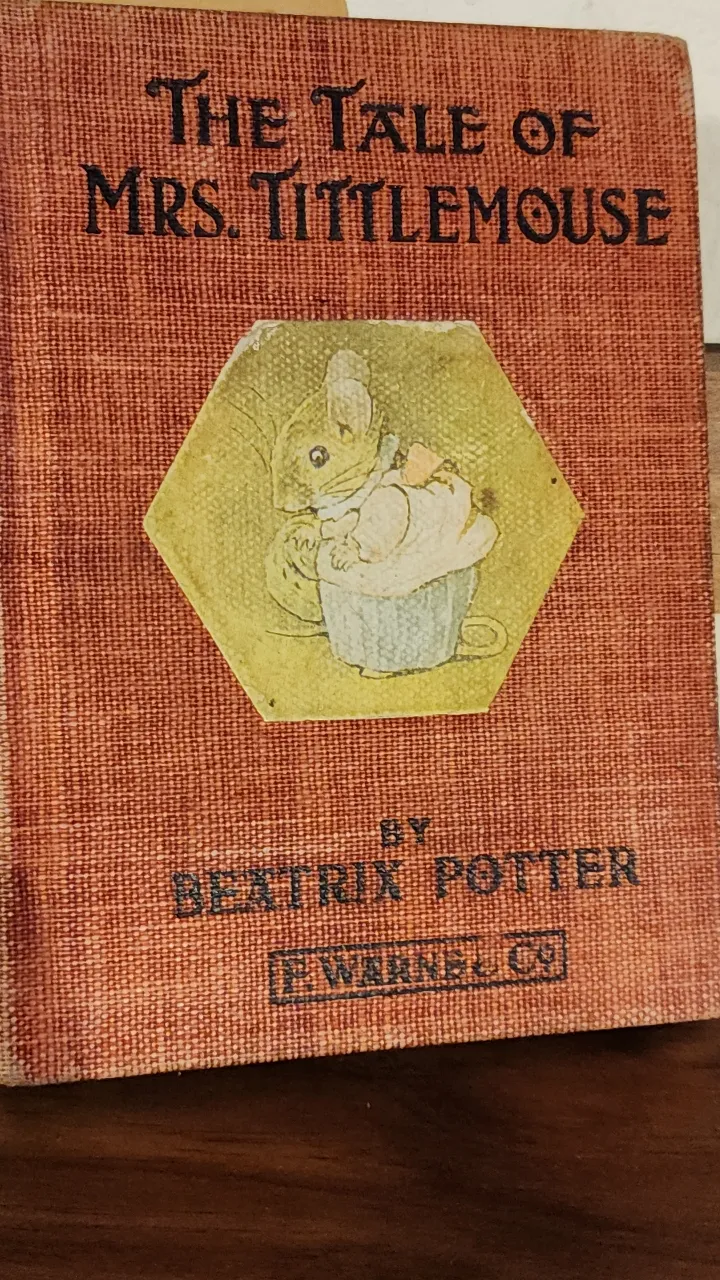 THE TALE OF
MRS. TITTLEMOUSE
BY
BEATRIX POTTER
F. WARNE & Co